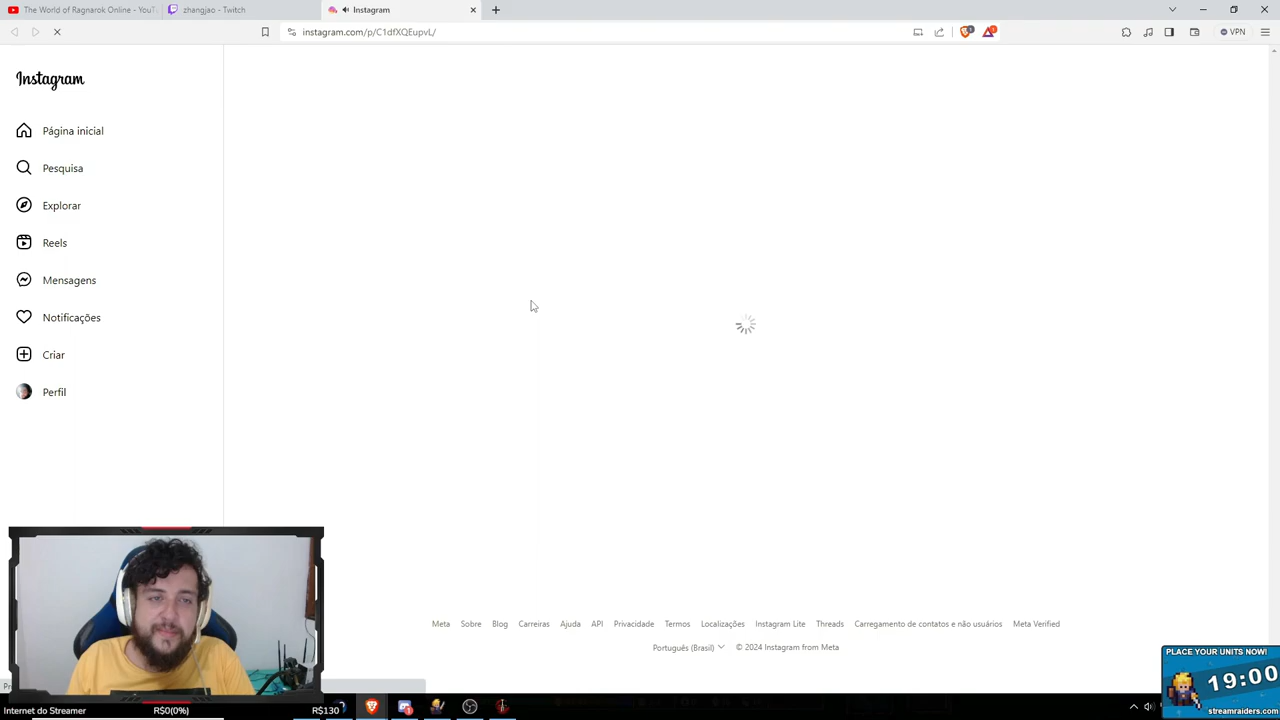 The World of Ragnarok Online - YouT
zhangjao - Twitch
Instagram
instagram.com/p/C1dfXQEupvL/
VPN
Instagram
Página inicial
Pesquisa
Explorar
Reels
Mensagens
Notificações
Criar
Perfil
Meta Sobre Blog Carreiras Ajuda API Privacidade Termos Localizações Instagram Lite Threads Carregamento de contatos e não usuários Meta Verified
Português (Brasil) © 2024 Instagram from Meta
PLACE YOUR UNITS NOW!
19:00
streamraiders.com
Internet do Streamer R$0(0%) R$130